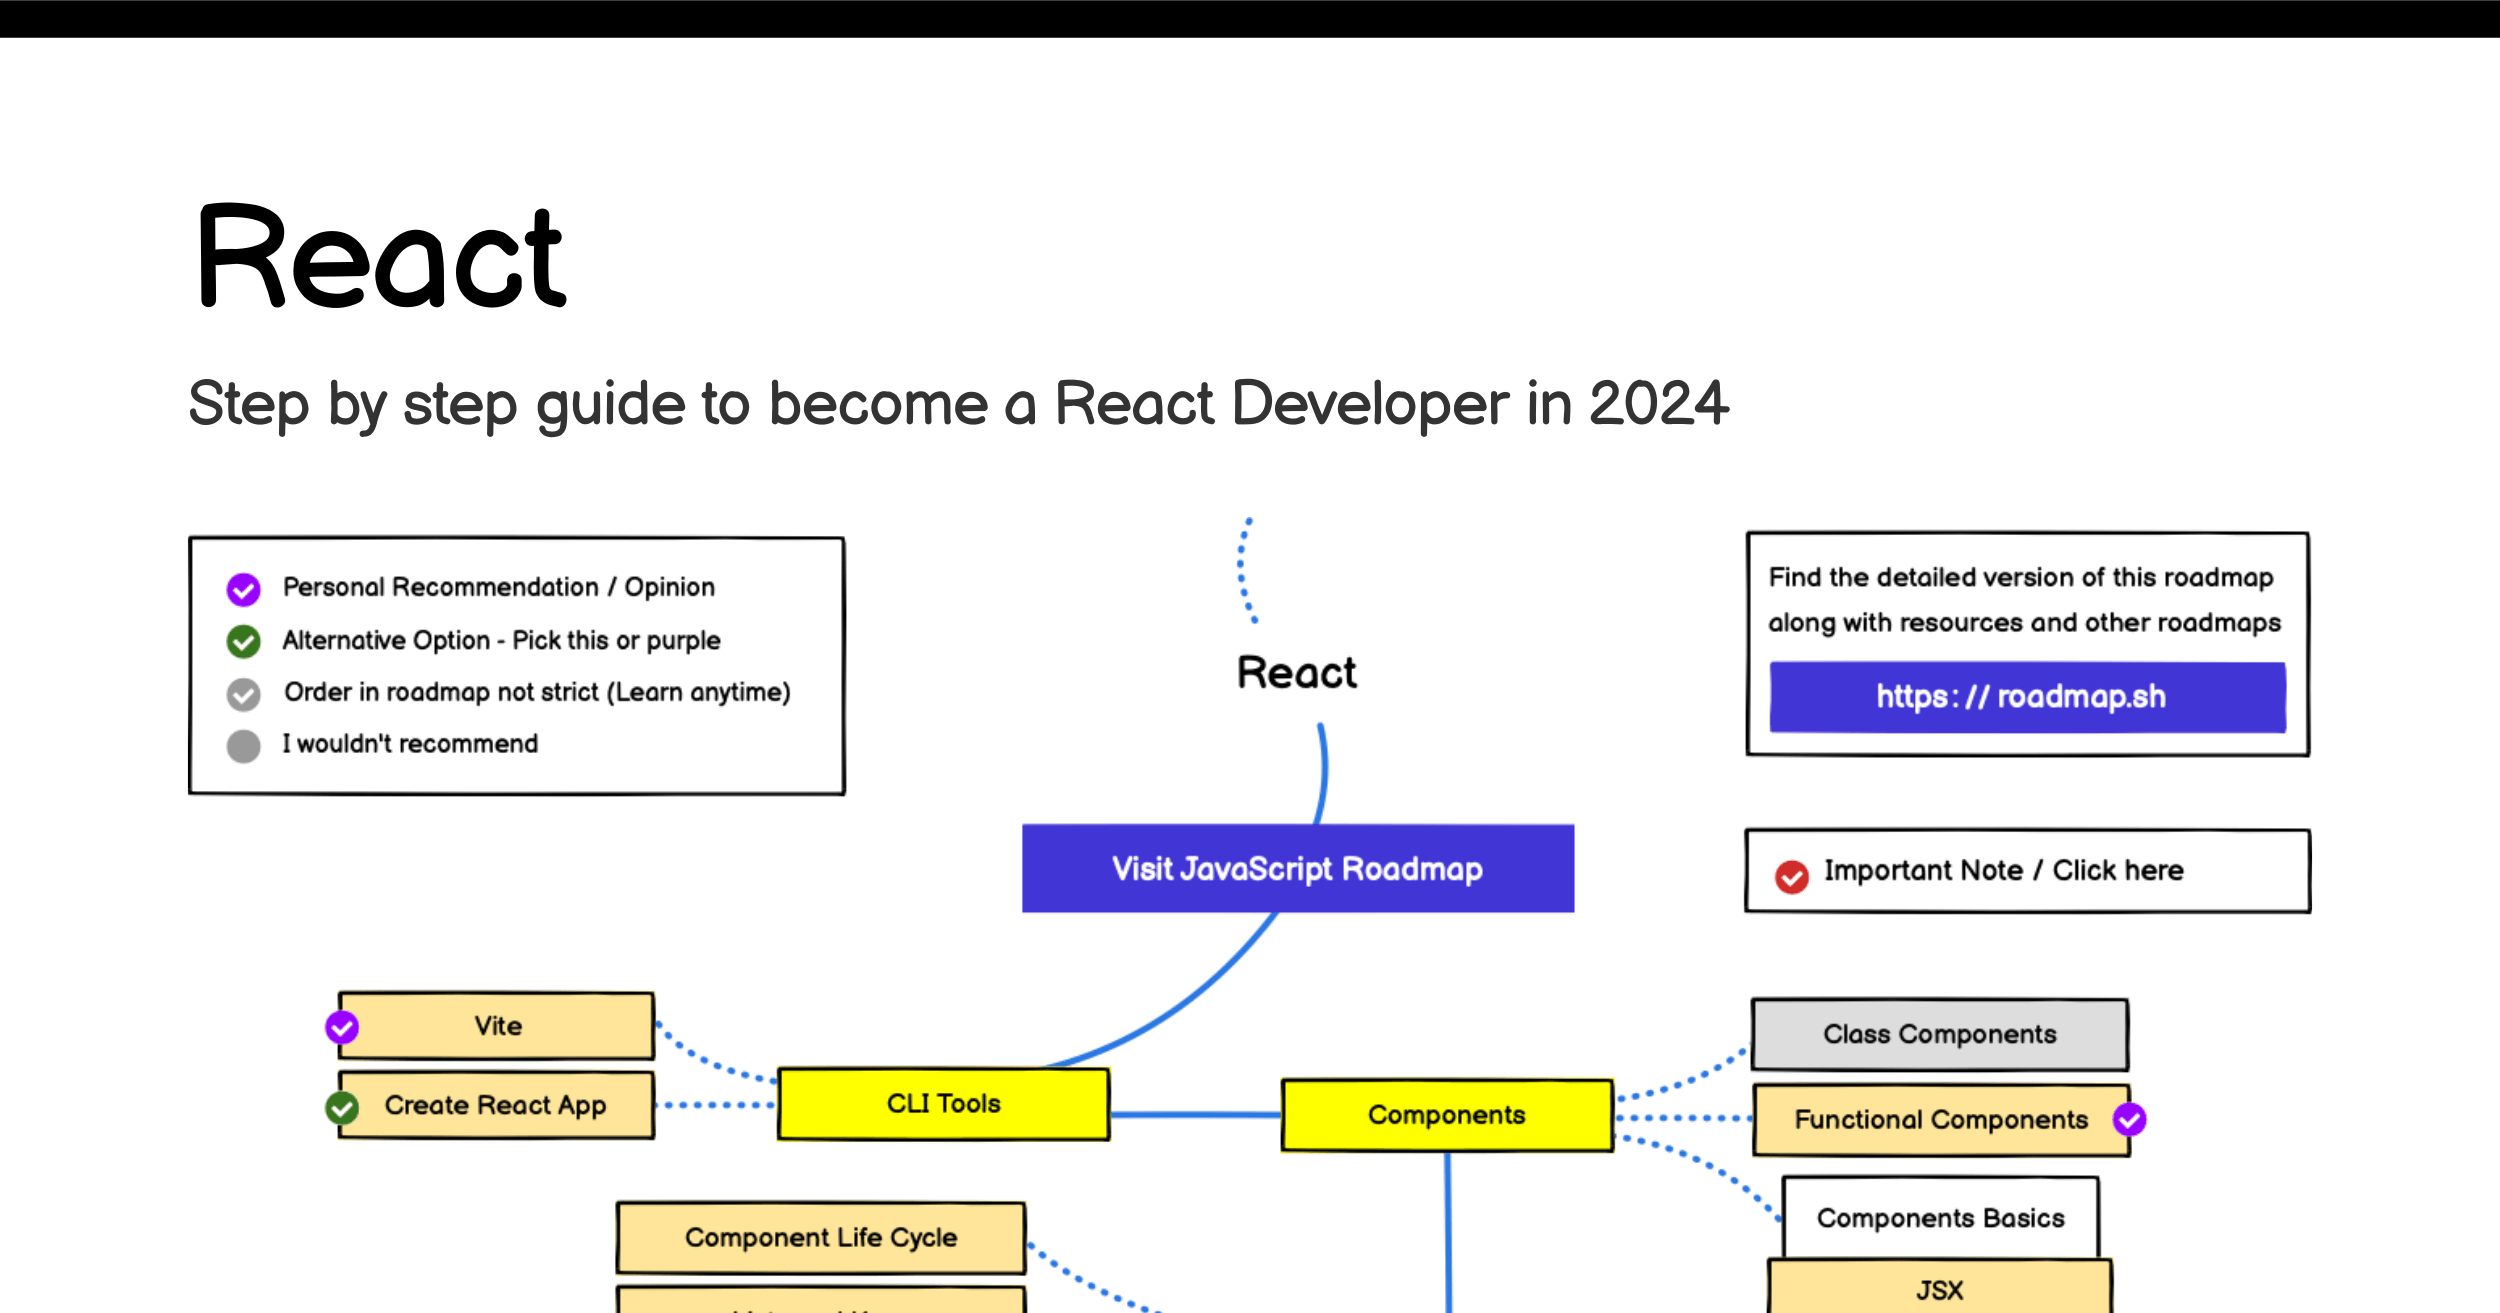 React
Step by step guide to become a React Developer in 2024
Personal Recommendation / Opinion
Alternative Option - Pick this or purple
Order in roadmap not strict (Learn anytime)
I wouldn't recommend
React
Find the detailed version of this roadmap
along with resources and other roadmaps
https://roadmap.sh
Visit JavaScript Roadmap
Important Note / Click here
Vite
Create React App
CLI Tools
Components
Class Components
Functional Components
Components Basics
JSX
Component Life Cycle